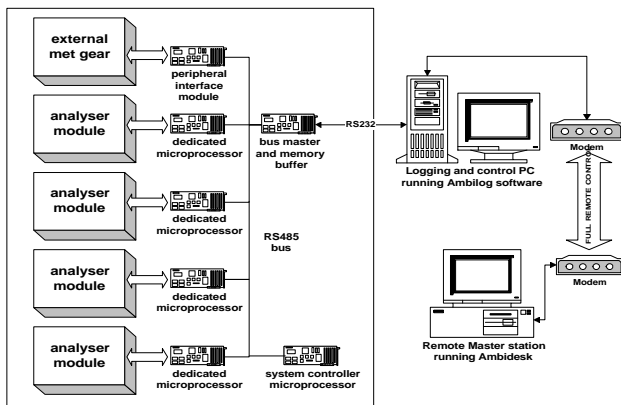 external
met gear
peripheral
interface
module
analyser
module
dedicated
microprocessor
bus master
and memory
buffer
RS232
Logging and control PC
running Ambilog software
Modem
FULL REMOTE CONTROL
analyser
module
dedicated
microprocessor
RS485
bus
analyser
module
dedicated
microprocessor
Modem
Remote Master station
running Ambidesk
analyser
module
dedicated
microprocessor
system controller
microprocessor